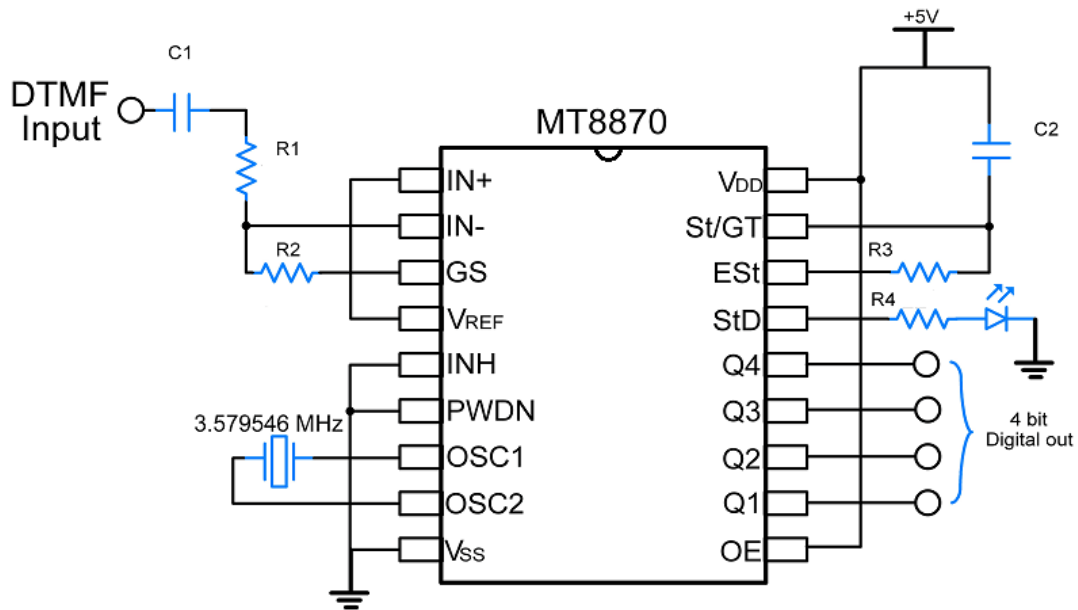 +5V
C1
DTMF
Input
R1
MT8870
C2
IN+
VDD
IN-
St/GT
R2
GS
R3
ESt
VREF
R4
StD
INH
Q4
PWDN
Q3
4 bit
Digital out
3.579546 MHz
OSC1
Q2
OSC2
Q1
VSS
OE